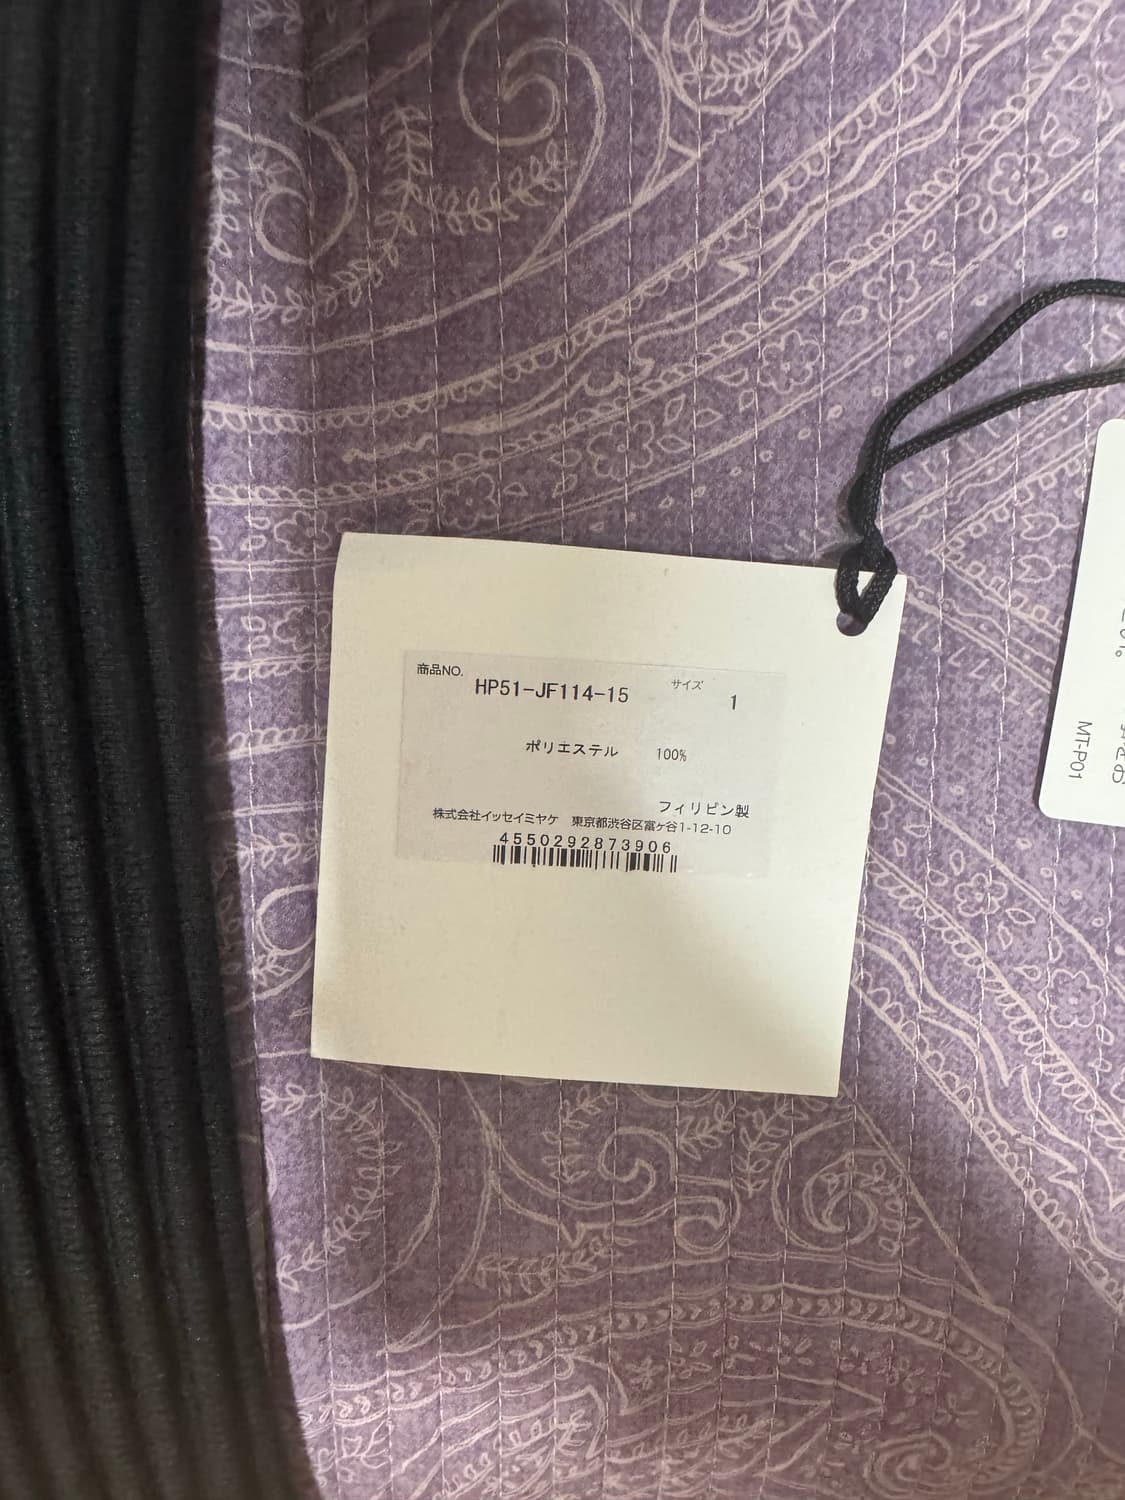 商品NO.
HP51-JF114-15
サイズ
1
ポリエステル 100%
フィリピン製
株式会社イッセイミヤケ 東京都渋谷区富ヶ谷1-12-10
4550292873906
MT-P01